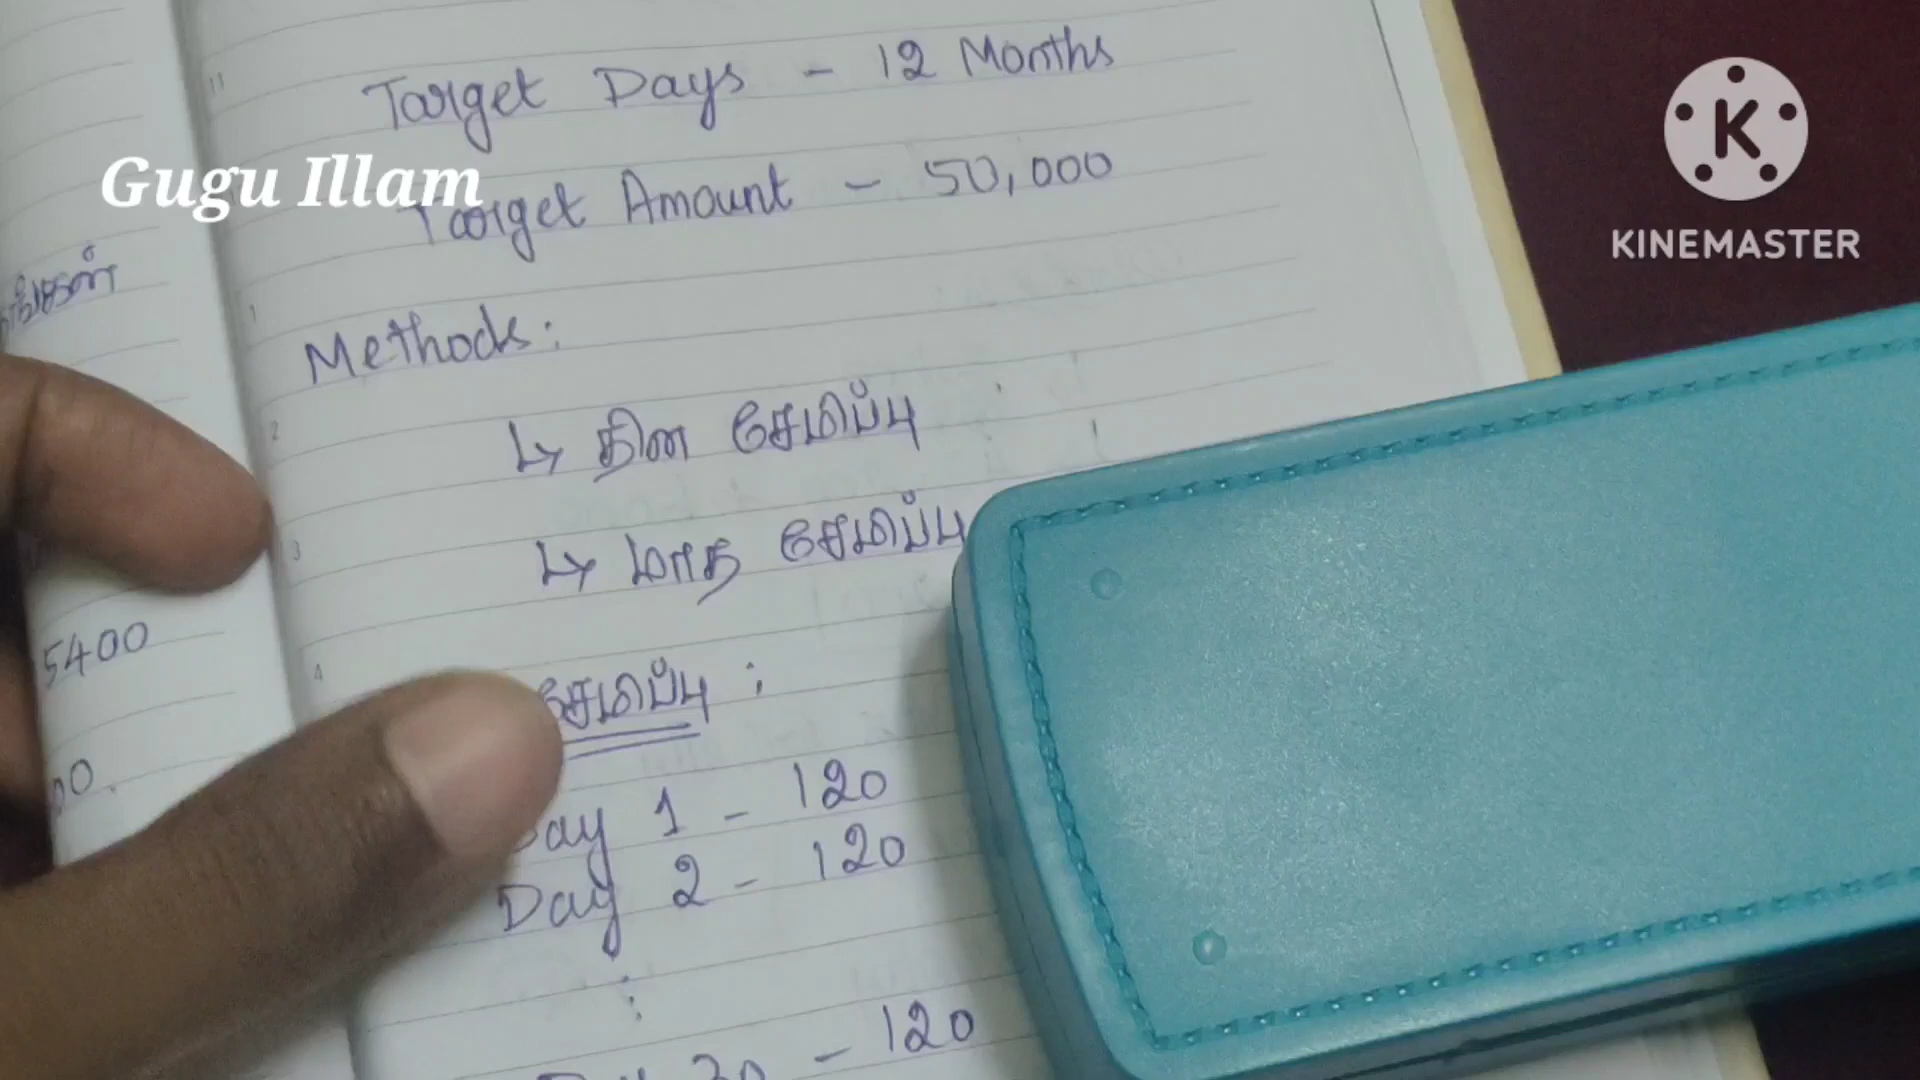 Target Days - 12 Months
Gugu Illam
Target Amount - 50,000
KINEMASTER
Methods:
↳ தின சேமிப்பு
↳ மாத சேமிப்பு
5400
சேமிப்பு :
Day 1 - 120
Day 2 - 120
:
- 120